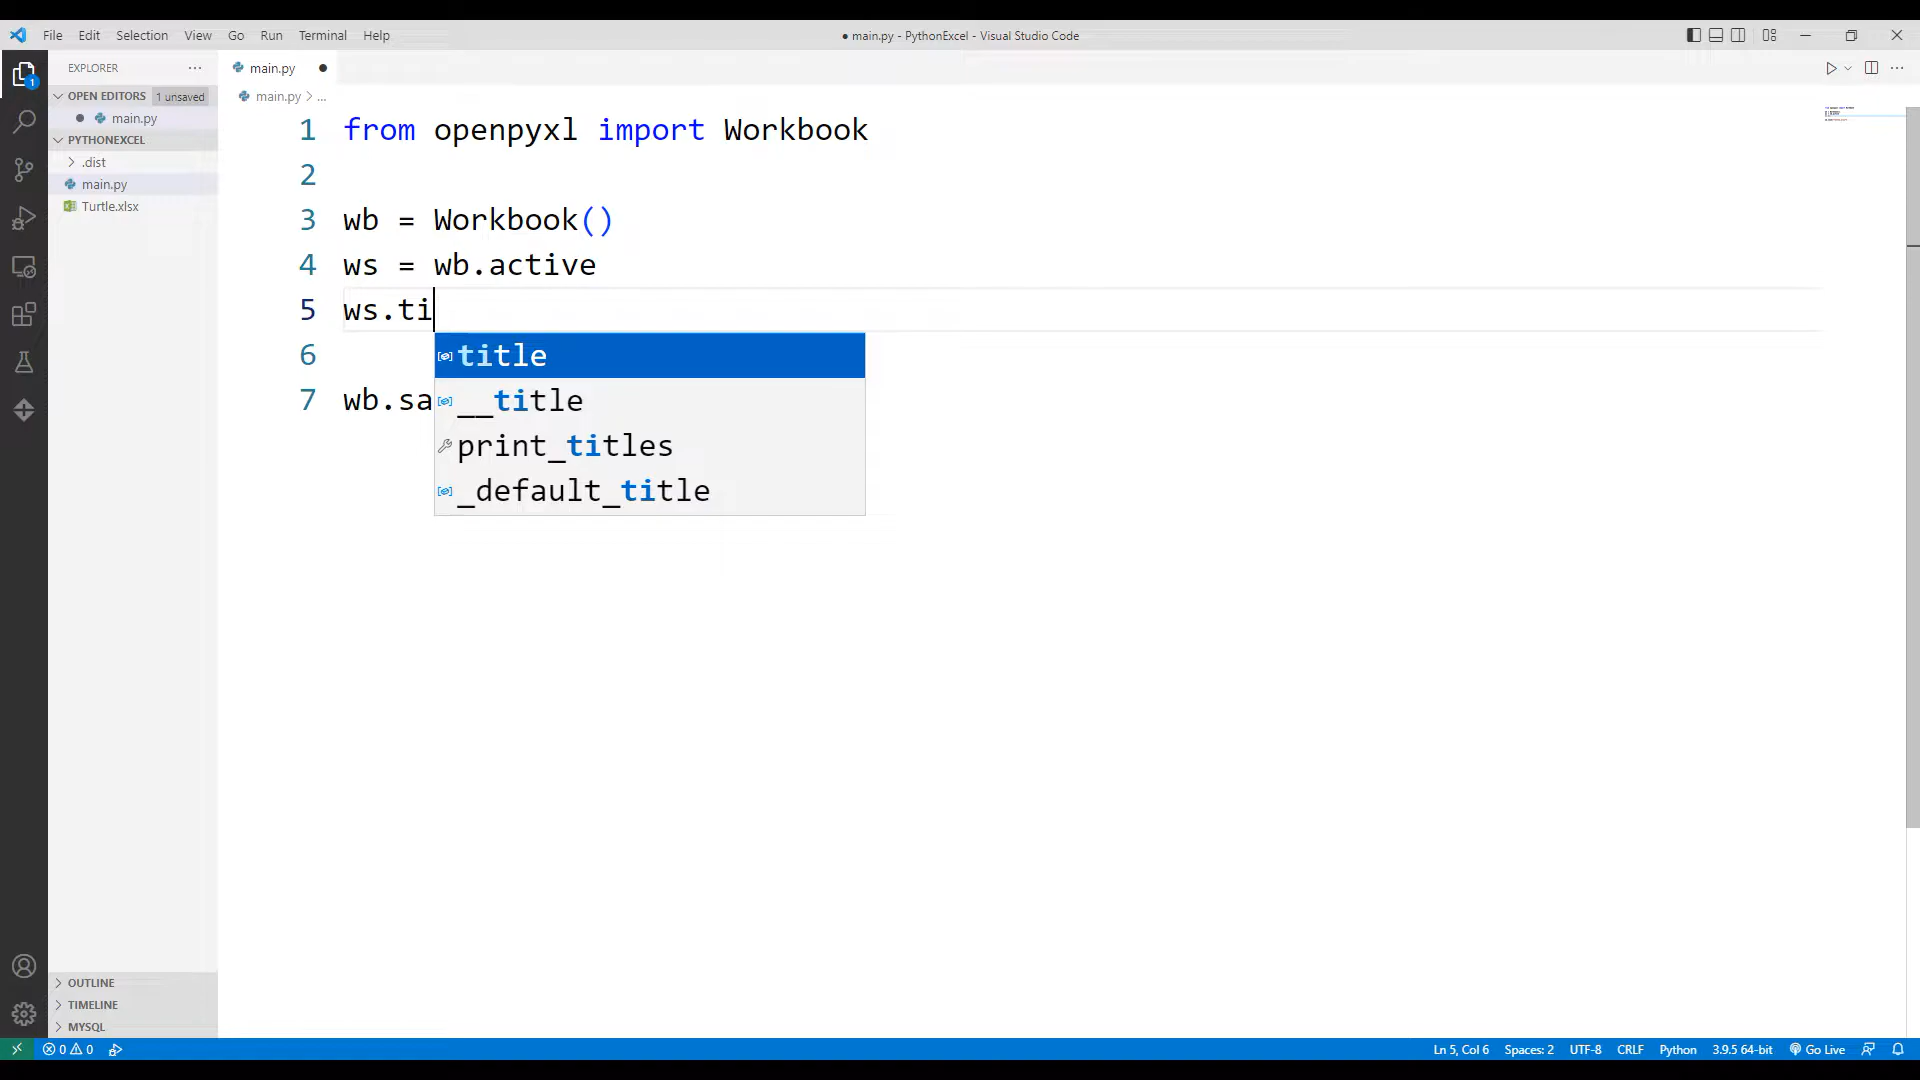 File Edit Selection View Go Run Terminal Help
● main.py - PythonExcel - Visual Studio Code
EXPLORER ···
OPEN EDITORS 1 unsaved
● main.py
PYTHONEXCEL
.dist
main.py
Turtle.xlsx
OUTLINE
TIMELINE
MYSQL
1
main.py ●
main.py > ...
1 from openpyxl import Workbook
2
3 wb = Workbook()
4 ws = wb.active
5 ws.ti
6
7 wb.sa
title
__title
print_titles
_default_title
0 0
Ln 5, Col 6 Spaces: 2 UTF-8 CRLF Python 3.9.5 64-bit Go Live